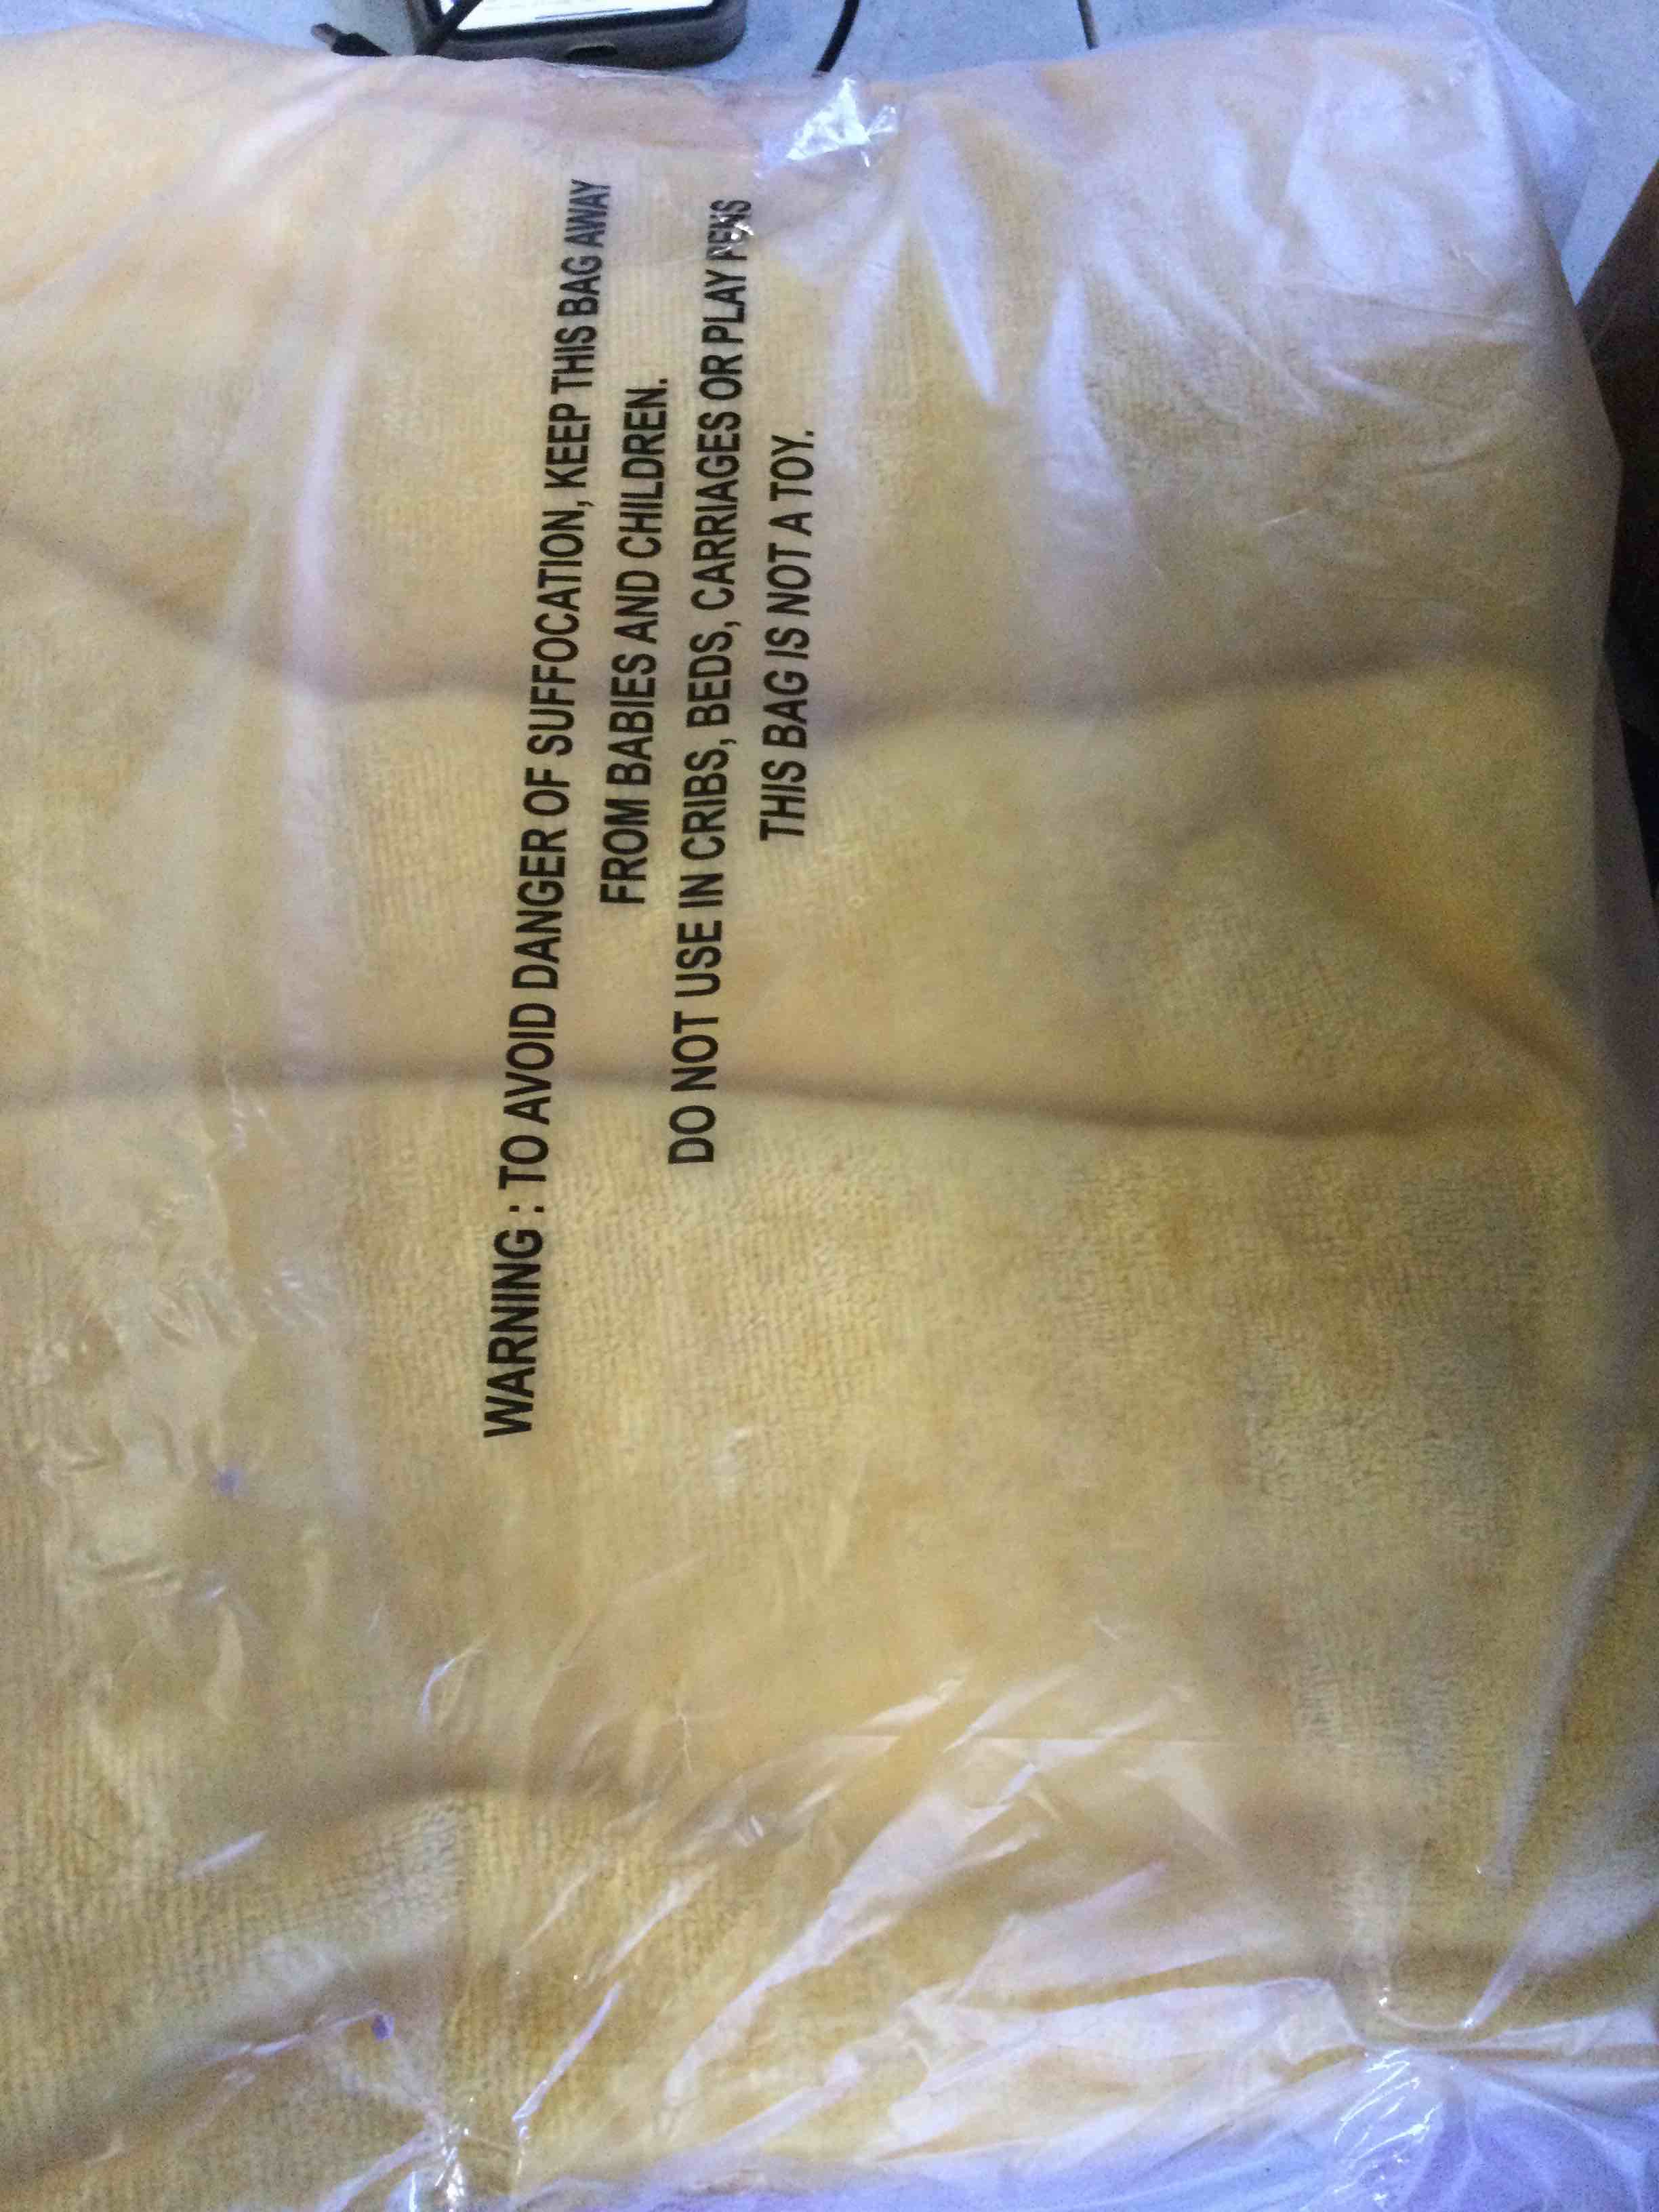 WARNING : TO AVOID DANGER OF SUFFOCATION, KEEP THIS BAG AWAY
FROM BABIES AND CHILDREN.
DO NOT USE IN CRIBS, BEDS, CARRIAGES OR PLAY PENS
THIS BAG IS NOT A TOY.